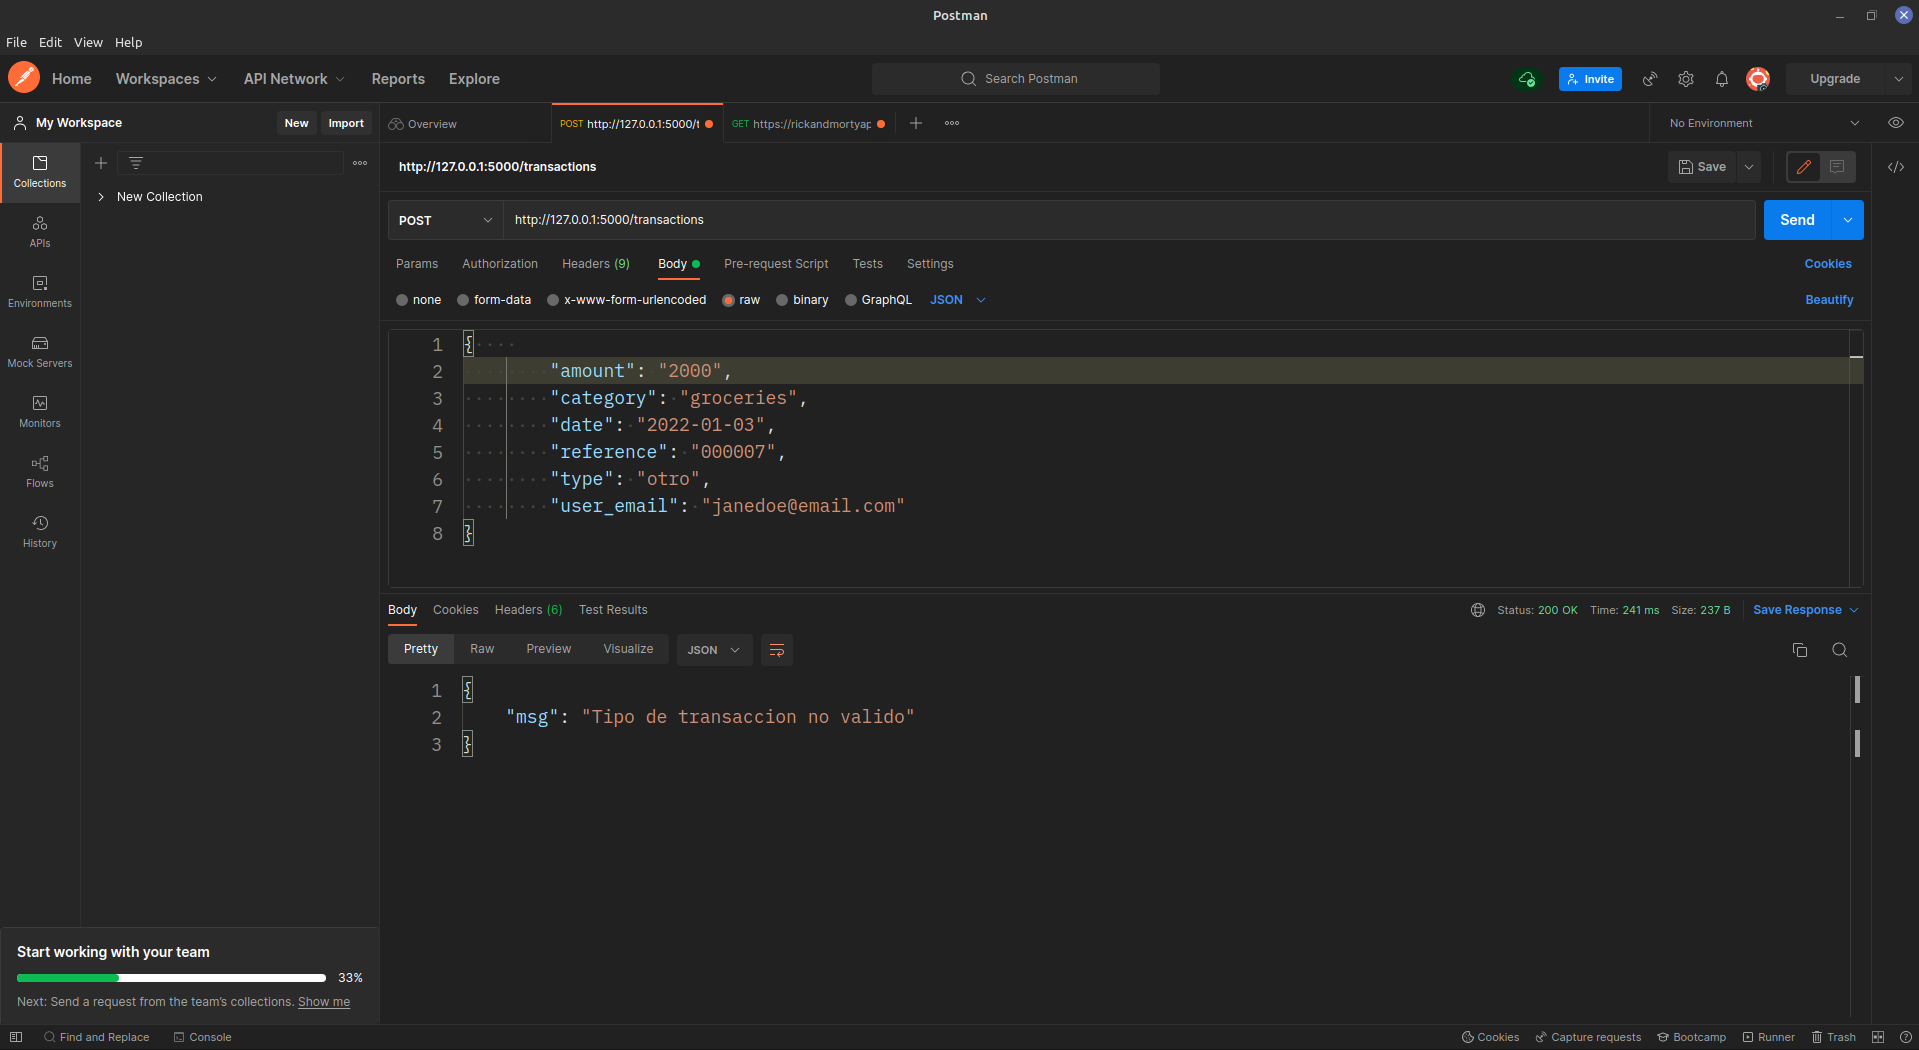 Postman
File Edit View Help
Home Workspaces API Network Reports Explore Search Postman Invite Upgrade
My Workspace New Import Overview POST http://127.0.0.1:5000/t GET https://rickandmortyap No Environment
http://127.0.0.1:5000/transactions Save
Collections
New Collection
APIs
Environments
Mock Servers
Monitors
Flows
History
POST http://127.0.0.1:5000/transactions Send
Params Authorization Headers (9) Body Pre-request Script Tests Settings Cookies
none form-data x-www-form-urlencoded raw binary GraphQL JSON Beautify
1 {
2 "amount": "2000",
3 "category": "groceries",
4 "date": "2022-01-03",
5 "reference": "000007",
6 "type": "otro",
7 "user_email": "janedoe@email.com"
8 }
Body Cookies Headers (6) Test Results Status: 200 OK Time: 241 ms Size: 237 B Save Response
Pretty Raw Preview Visualize JSON
1 {
2 "msg": "Tipo de transaccion no valido"
3 }
Start working with your team
33%
Next: Send a request from the team's collections. Show me
Find and Replace Console Cookies Capture requests Bootcamp Runner Trash